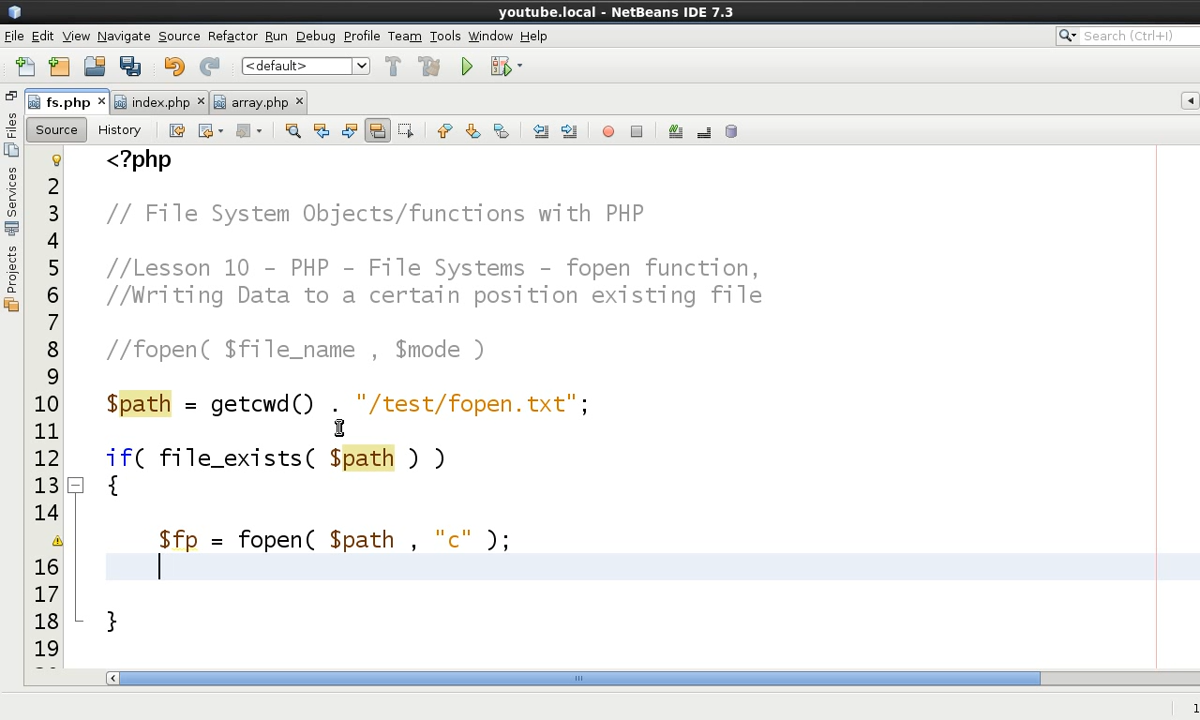 youtube.local - NetBeans IDE 7.3
File Edit View Navigate Source Refactor Run Debug Profile Team Tools Window Help
Search (Ctrl+I)
<default>
fs.php index.php array.php
Source History
Files
Services
Projects
<?php
2
3 // File System Objects/functions with PHP
4
5 //Lesson 10 - PHP - File Systems - fopen function,
6 //Writing Data to a certain position existing file
7
8 //fopen( $file_name , $mode )
9
10 $path = getcwd() . "/test/fopen.txt";
11
12 if( file_exists( $path ) )
13 {
14
$fp = fopen( $path , "c" );
16
17
18 }
19